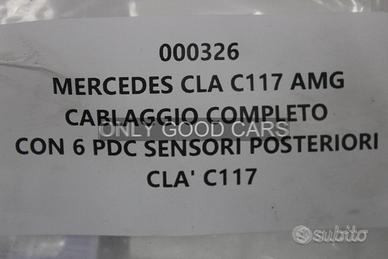 000326
MERCEDES CLA C117 AMG
CABLAGGIO COMPLETO
ONLY GOOD CARS
CON 6 PDC SENSORI POSTERIORI
CLA' C117
subito